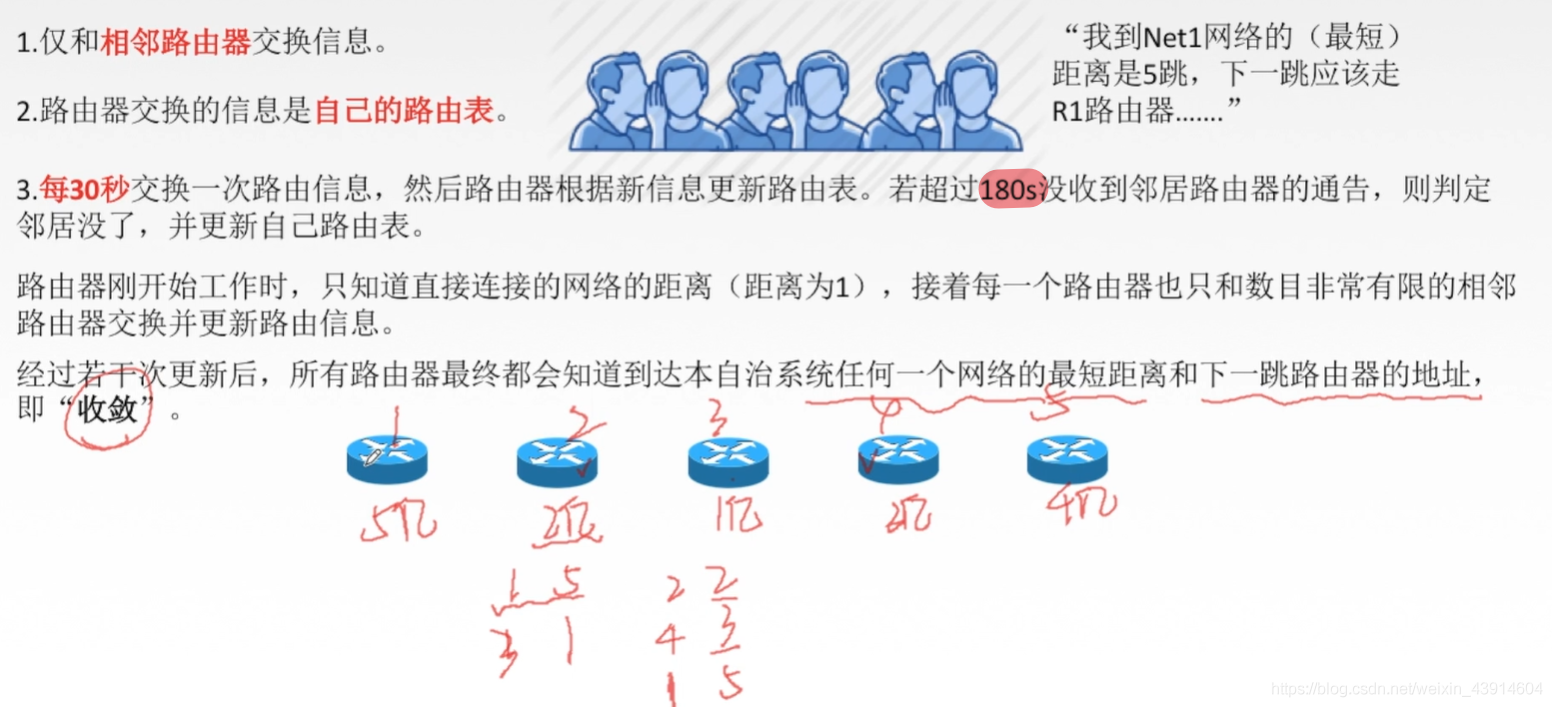 1.仅和相邻路由器交换信息。
“我到Net1网络的（最短）
距离是5跳，下一跳应该走
R1路由器.......”
2.路由器交换的信息是自己的路由表。
3.每30秒交换一次路由信息，然后路由器根据新信息更新路由表。若超过180s没收到邻居路由器的通告，则判定
邻居没了，并更新自己路由表。
路由器刚开始工作时，只知道直接连接的网络的距离（距离为1），接着每一个路由器也只和数目非常有限的相邻
路由器交换并更新路由信息。
经过若干次更新后，所有路由器最终都会知道到达本自治系统任何一个网络的最短距离和下一跳路由器的地址，
即“收敛”。
1 2 3 4 5
5亿 2亿 1亿 4亿
1 5 2 2
3 1 4 3
1 5
https://blog.csdn.net/weixin_43914604